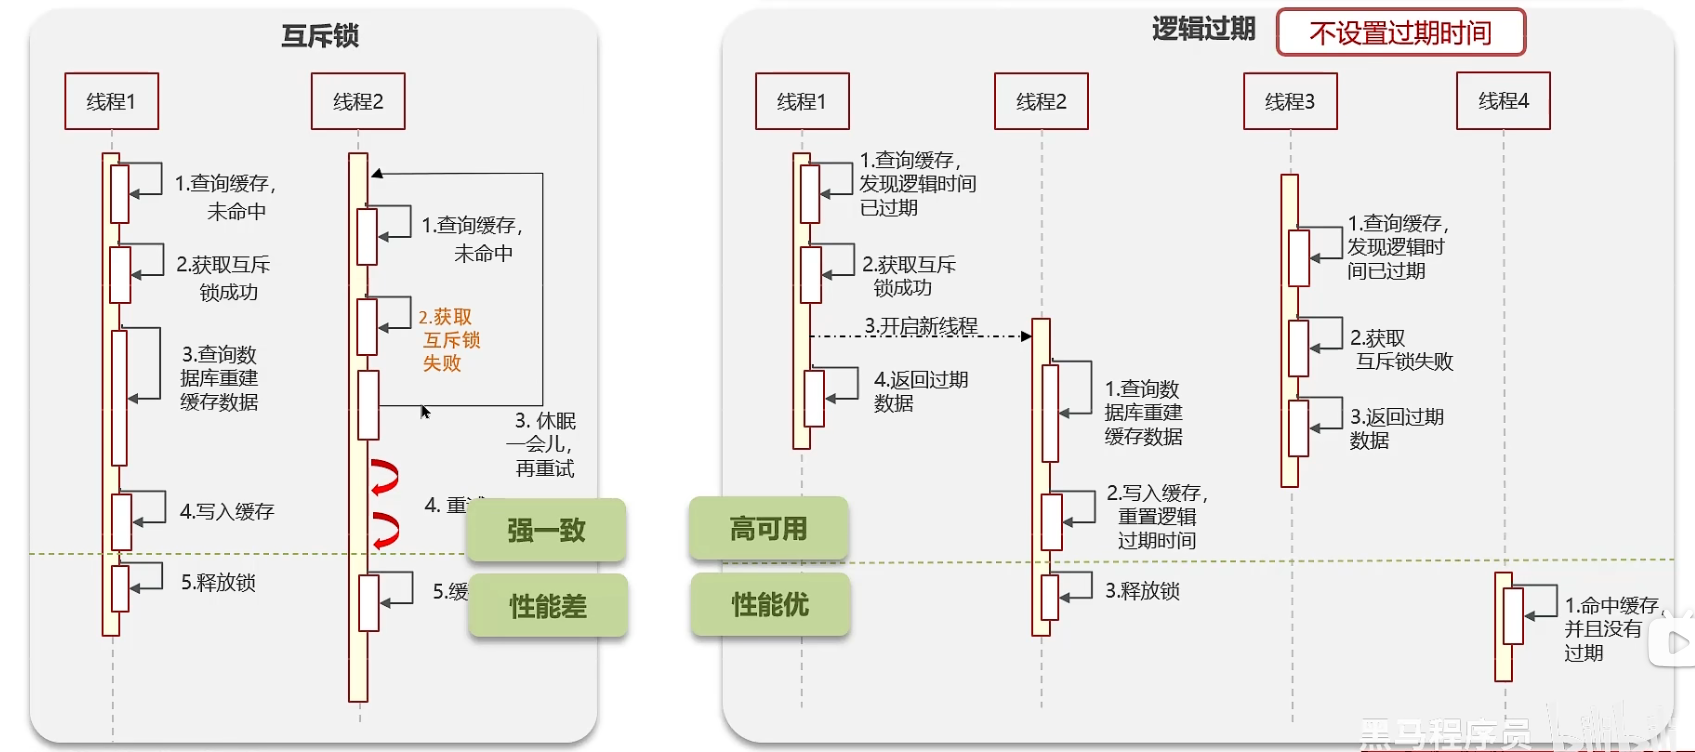 互斥锁
线程1
线程2
1.查询缓存，
未命中
2.获取互斥
锁成功
3.查询数
据库重建
缓存数据
4.写入缓存
5.释放锁
1.查询缓存，
未命中
2.获取
互斥锁
失败
3. 休眠
一会儿，
再重试
4. 重试
5.缓
强一致
性能差
逻辑过期
不设置过期时间
线程1
线程2
线程3
线程4
1.查询缓存，
发现逻辑时间
已过期
2.获取互斥
锁成功
3.开启新线程
4.返回过期
数据
高可用
性能优
1.查询数
据库重建
缓存数据
2.写入缓存，
重置逻辑
过期时间
3.释放锁
1.查询缓存，
发现逻辑时
间已过期
2.获取
互斥锁失败
3.返回过期
数据
1.命中缓存，
并且没有
过期
黑马程序员